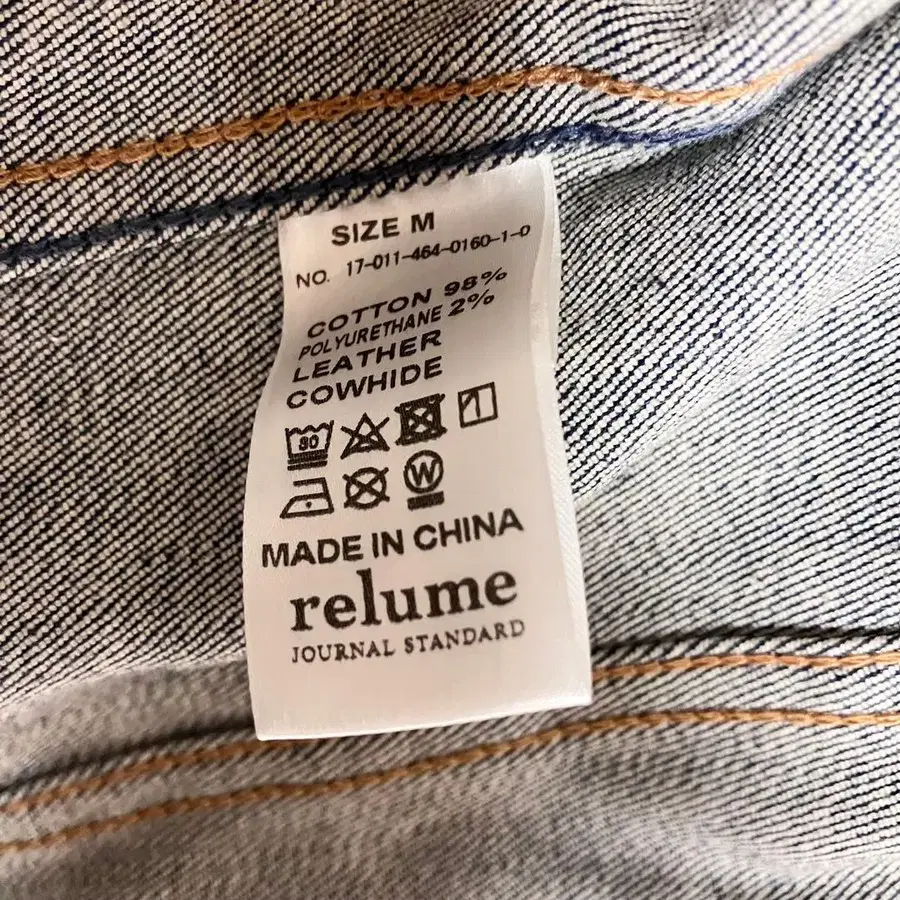 SIZE M
NO. 17-011-464-0160-1-0
COTTON 98%
POLYURETHANE 2%
LEATHER
COWHIDE
30
W
MADE IN CHINA
relume
JOURNAL STANDARD